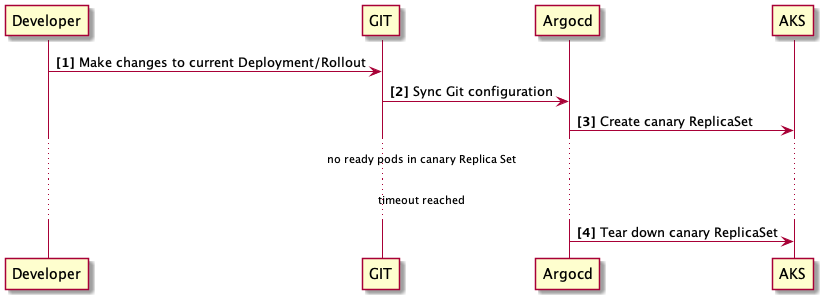 Developer GIT Argocd AKS
[1] Make changes to current Deployment/Rollout
[2] Sync Git configuration
[3] Create canary ReplicaSet
no ready pods in canary Replica Set
timeout reached
[4] Tear down canary ReplicaSet
Developer GIT Argocd AKS